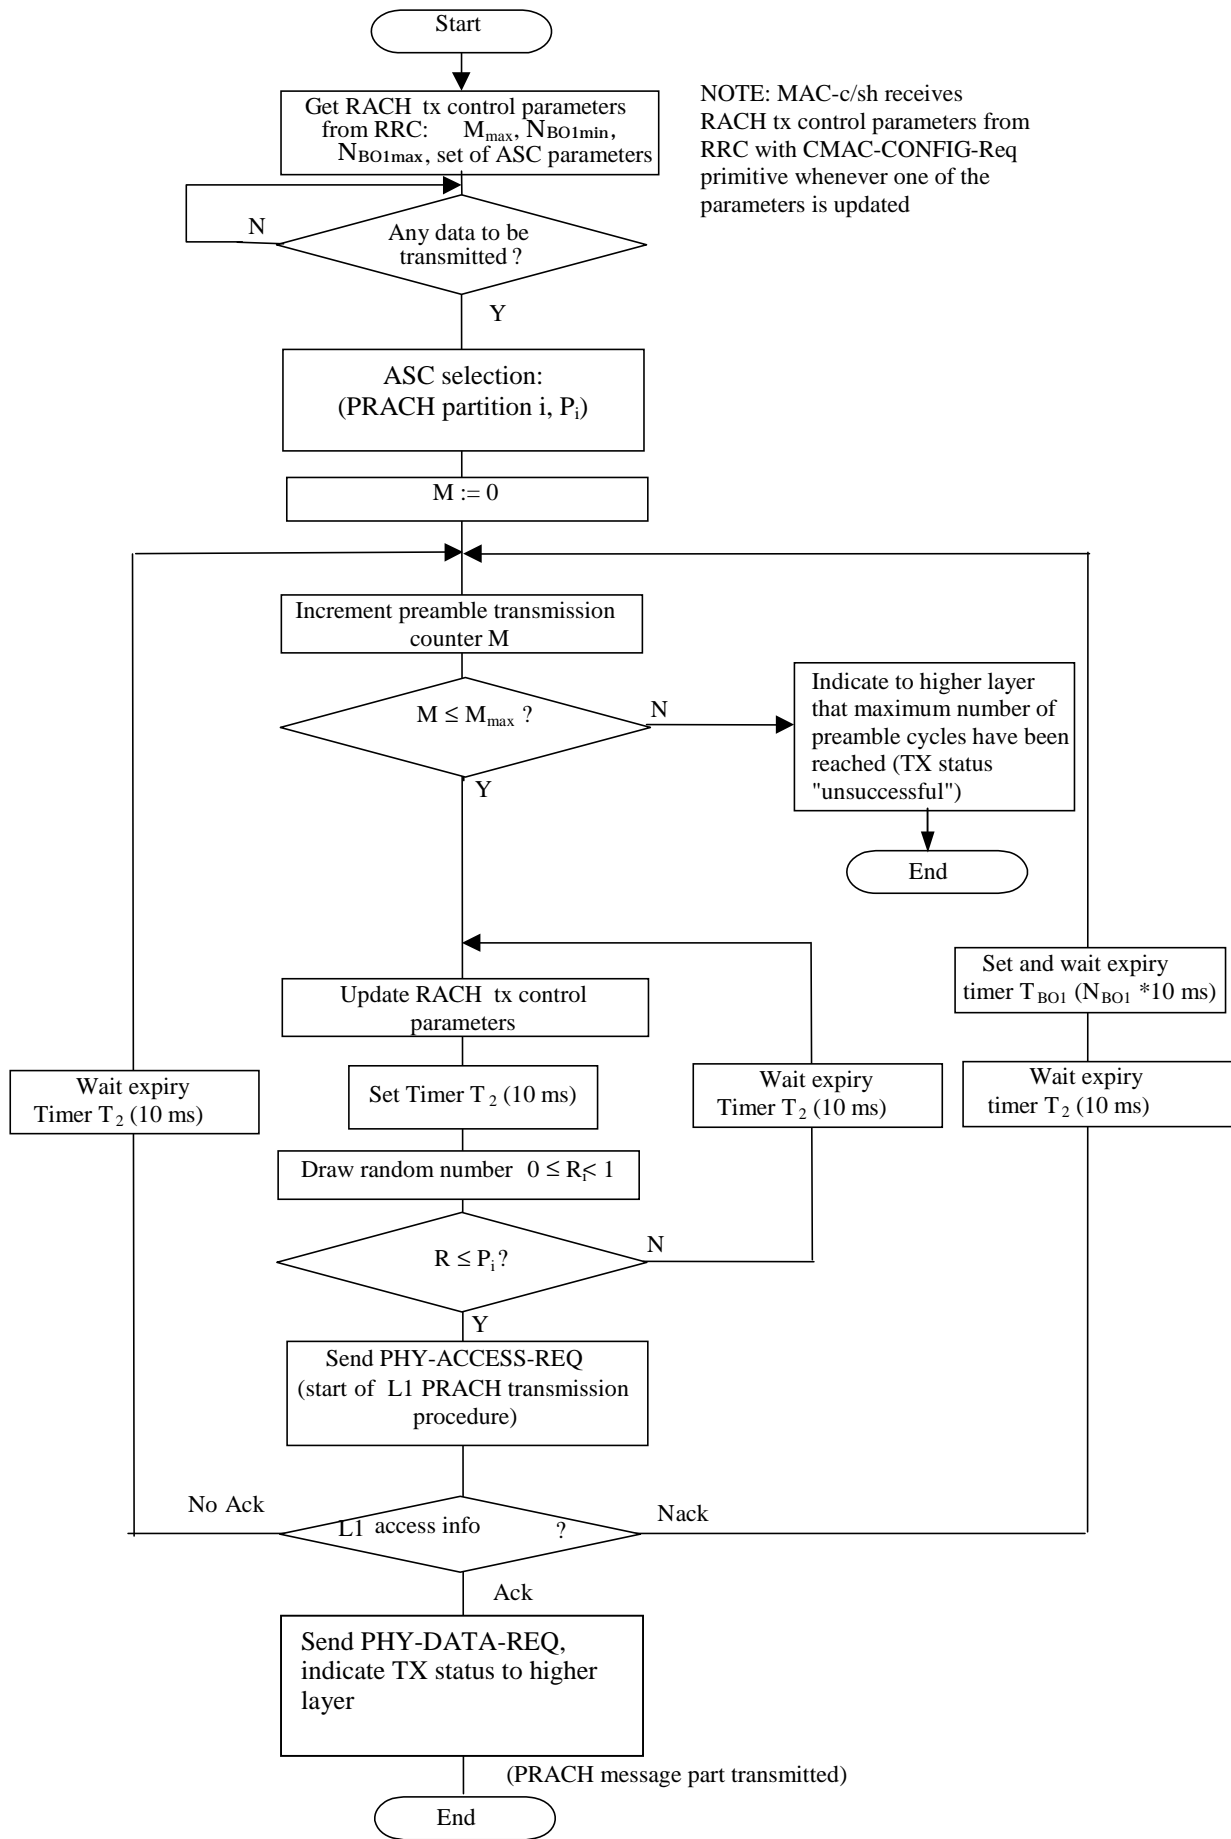 Start
Get RACH tx control parameters
from RRC: Mmax, NBO1min,
NBO1max, set of ASC parameters
NOTE: MAC-c/sh receives
RACH tx control parameters from
RRC with CMAC-CONFIG-Req
primitive whenever one of the
parameters is updated
N
Any data to be
transmitted ?
Y
ASC selection:
(PRACH partition i, Pi)
M := 0
Increment preamble transmission
counter M
M ≤ Mmax ?
N
Indicate to higher layer
that maximum number of
preamble cycles have been
reached (TX status
"unsuccessful")
Y
End
Update RACH tx control
parameters
Set and wait expiry
timer TBO1 (NBO1 *10 ms)
Wait expiry
Timer T2 (10 ms)
Set Timer T2 (10 ms)
Wait expiry
Timer T2 (10 ms)
Wait expiry
timer T2 (10 ms)
Draw random number 0 ≤ Ri< 1
R ≤ Pi?
N
Y
Send PHY-ACCESS-REQ
(start of L1 PRACH transmission
procedure)
No Ack
L1 access info ?
Nack
Ack
Send PHY-DATA-REQ,
indicate TX status to higher
layer
(PRACH message part transmitted)
End